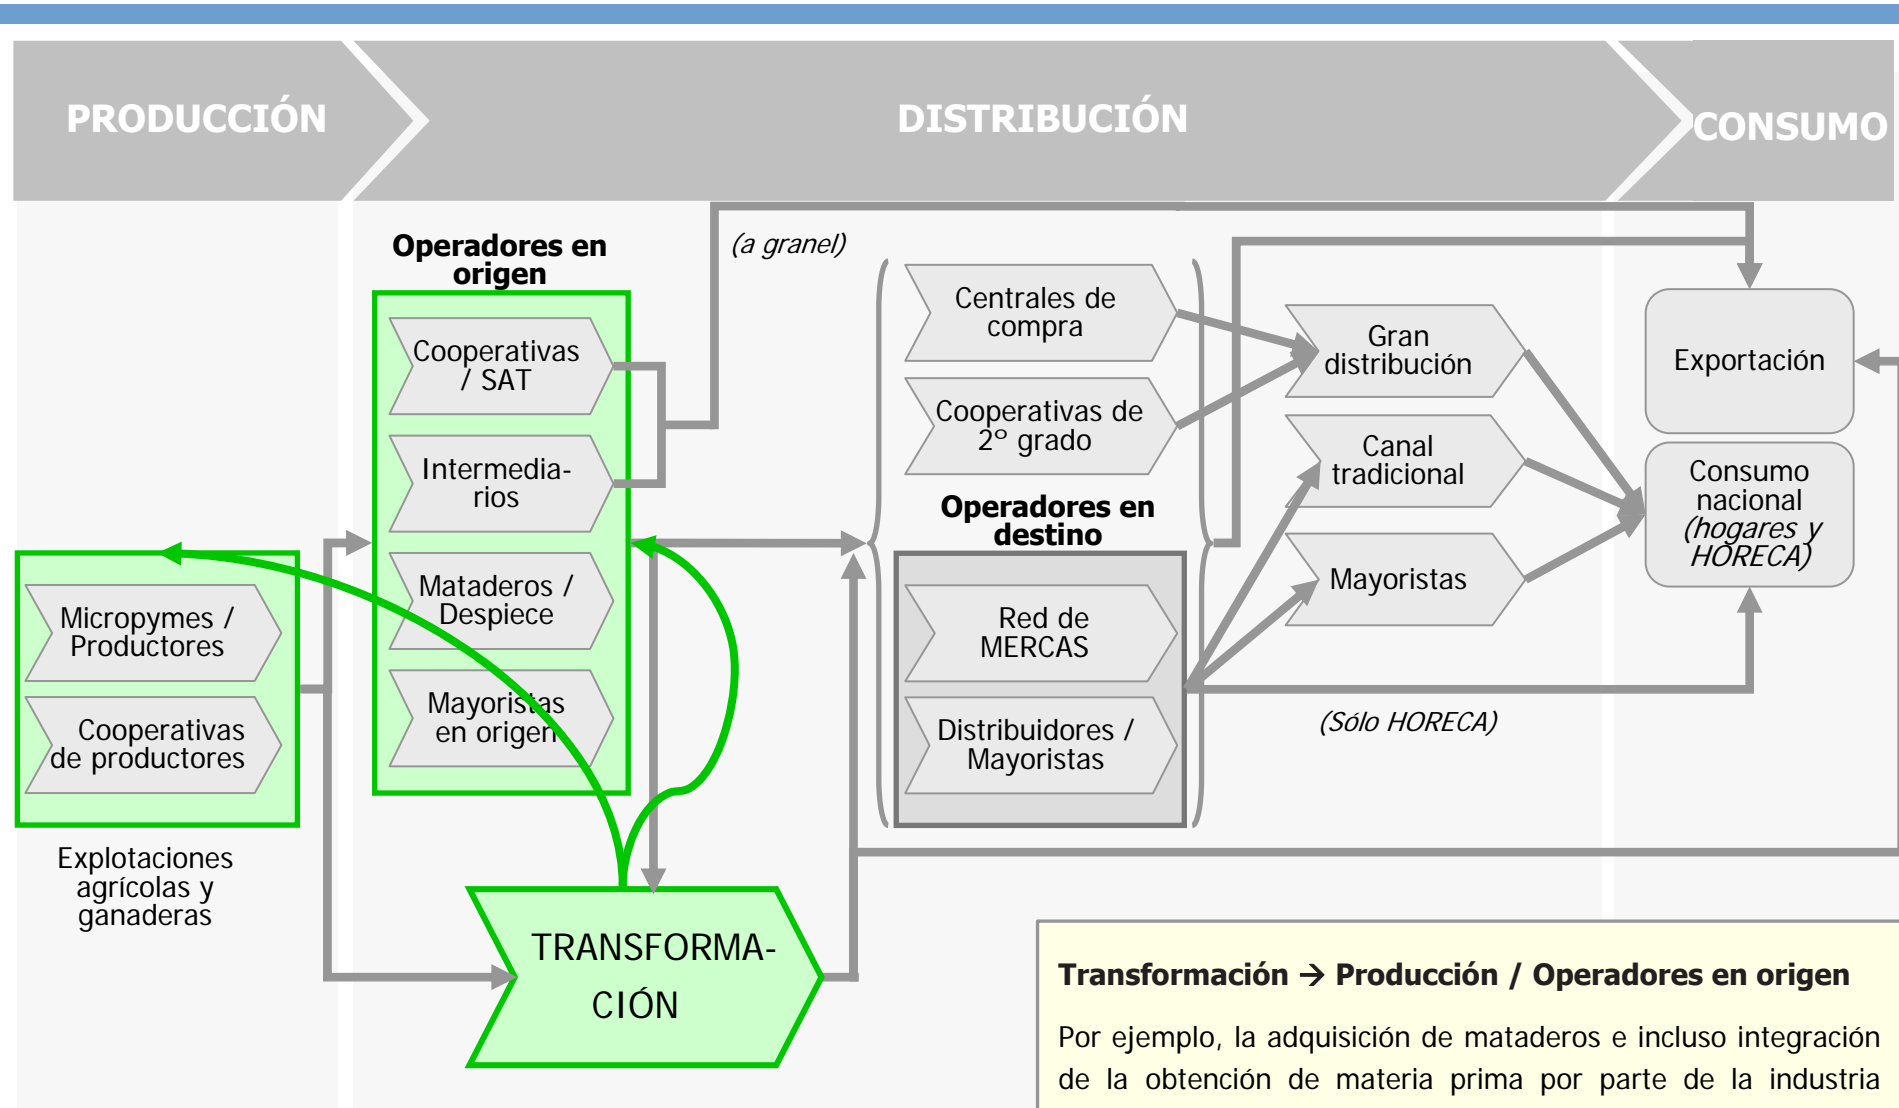 PRODUCCIÓN
DISTRIBUCIÓN
CONSUMO
Operadores en
origen
(a granel)
Cooperativas
/ SAT
Intermedia-
rios
Mataderos /
Despiece
Mayoristas
en origen
Micropymes /
Productores
Cooperativas
de productores
Explotaciones
agrícolas y
ganaderas
TRANSFORMA-
CIÓN
Centrales de
compra
Cooperativas de
2º grado
Operadores en
destino
Red de
MERCAS
Distribuidores /
Mayoristas
Gran
distribución
Canal
tradicional
Mayoristas
(Sólo HORECA)
Exportación
Consumo
nacional
(hogares y
HORECA)
Transformación → Producción / Operadores en origen
Por ejemplo, la adquisición de mataderos e incluso integración
de la obtención de materia prima por parte de la industria